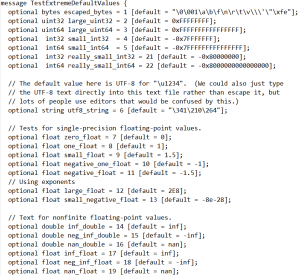 message TestExtremeDefaultValues {
optional bytes escaped_bytes = 1 [default = "\0\001\a\b\f\n\r\t\v\\\'\"\xfe"];
optional uint32 large_uint32 = 2 [default = 0xFFFFFFFF];
optional uint64 large_uint64 = 3 [default = 0xFFFFFFFFFFFFFFFF];
optional int32 small_int32 = 4 [default = -0x7FFFFFFF];
optional int64 small_int64 = 5 [default = -0x7FFFFFFFFFFFFFFF];
optional int32 really_small_int32 = 21 [default = -0x80000000];
optional int64 really_small_int64 = 22 [default = -0x8000000000000000];
// The default value here is UTF-8 for "\u1234". (We could also just type
// the UTF-8 text directly into this text file rather than escape it, but
// lots of people use editors that would be confused by this.)
optional string utf8_string = 6 [default = "\341\210\264"];
// Tests for single-precision floating-point values.
optional float zero_float = 7 [default = 0];
optional float one_float = 8 [default = 1];
optional float small_float = 9 [default = 1.5];
optional float negative_one_float = 10 [default = -1];
optional float negative_float = 11 [default = -1.5];
// Using exponents
optional float large_float = 12 [default = 2E8];
optional float small_negative_float = 13 [default = -8e-28];
// Text for nonfinite floating-point values.
optional double inf_double = 14 [default = inf];
optional double neg_inf_double = 15 [default = -inf];
optional double nan_double = 16 [default = nan];
optional float inf_float = 17 [default = inf];
optional float neg_inf_float = 18 [default = -inf];
optional float nan_float = 19 [default = nan];